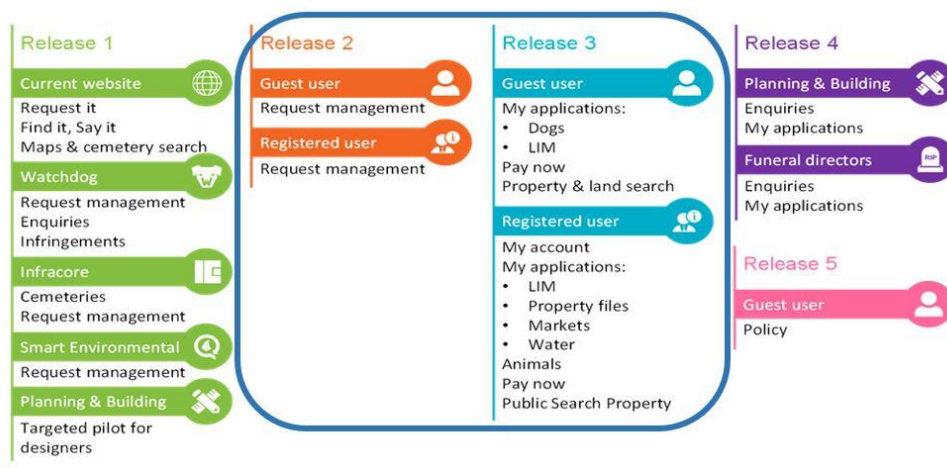 Release 1
Current website
Request it
Find it, Say it
Maps & cemetery search
Watchdog
Request management
Enquiries
Infringements
Infracore
Cemeteries
Request management
Smart Environmental
Request management
Planning & Building
Targeted pilot for
designers
Release 2
Guest user
Request management
Registered user
Request management
Release 3
Guest user
My applications:
• Dogs
• LIM
Pay now
Property & land search
Registered user
My account
My applications:
• LIM
• Property files
• Markets
• Water
Animals
Pay now
Public Search Property
Release 4
Planning & Building
Enquiries
My applications
Funeral directors
RIP
Enquiries
My applications
Release 5
Guest user
Policy